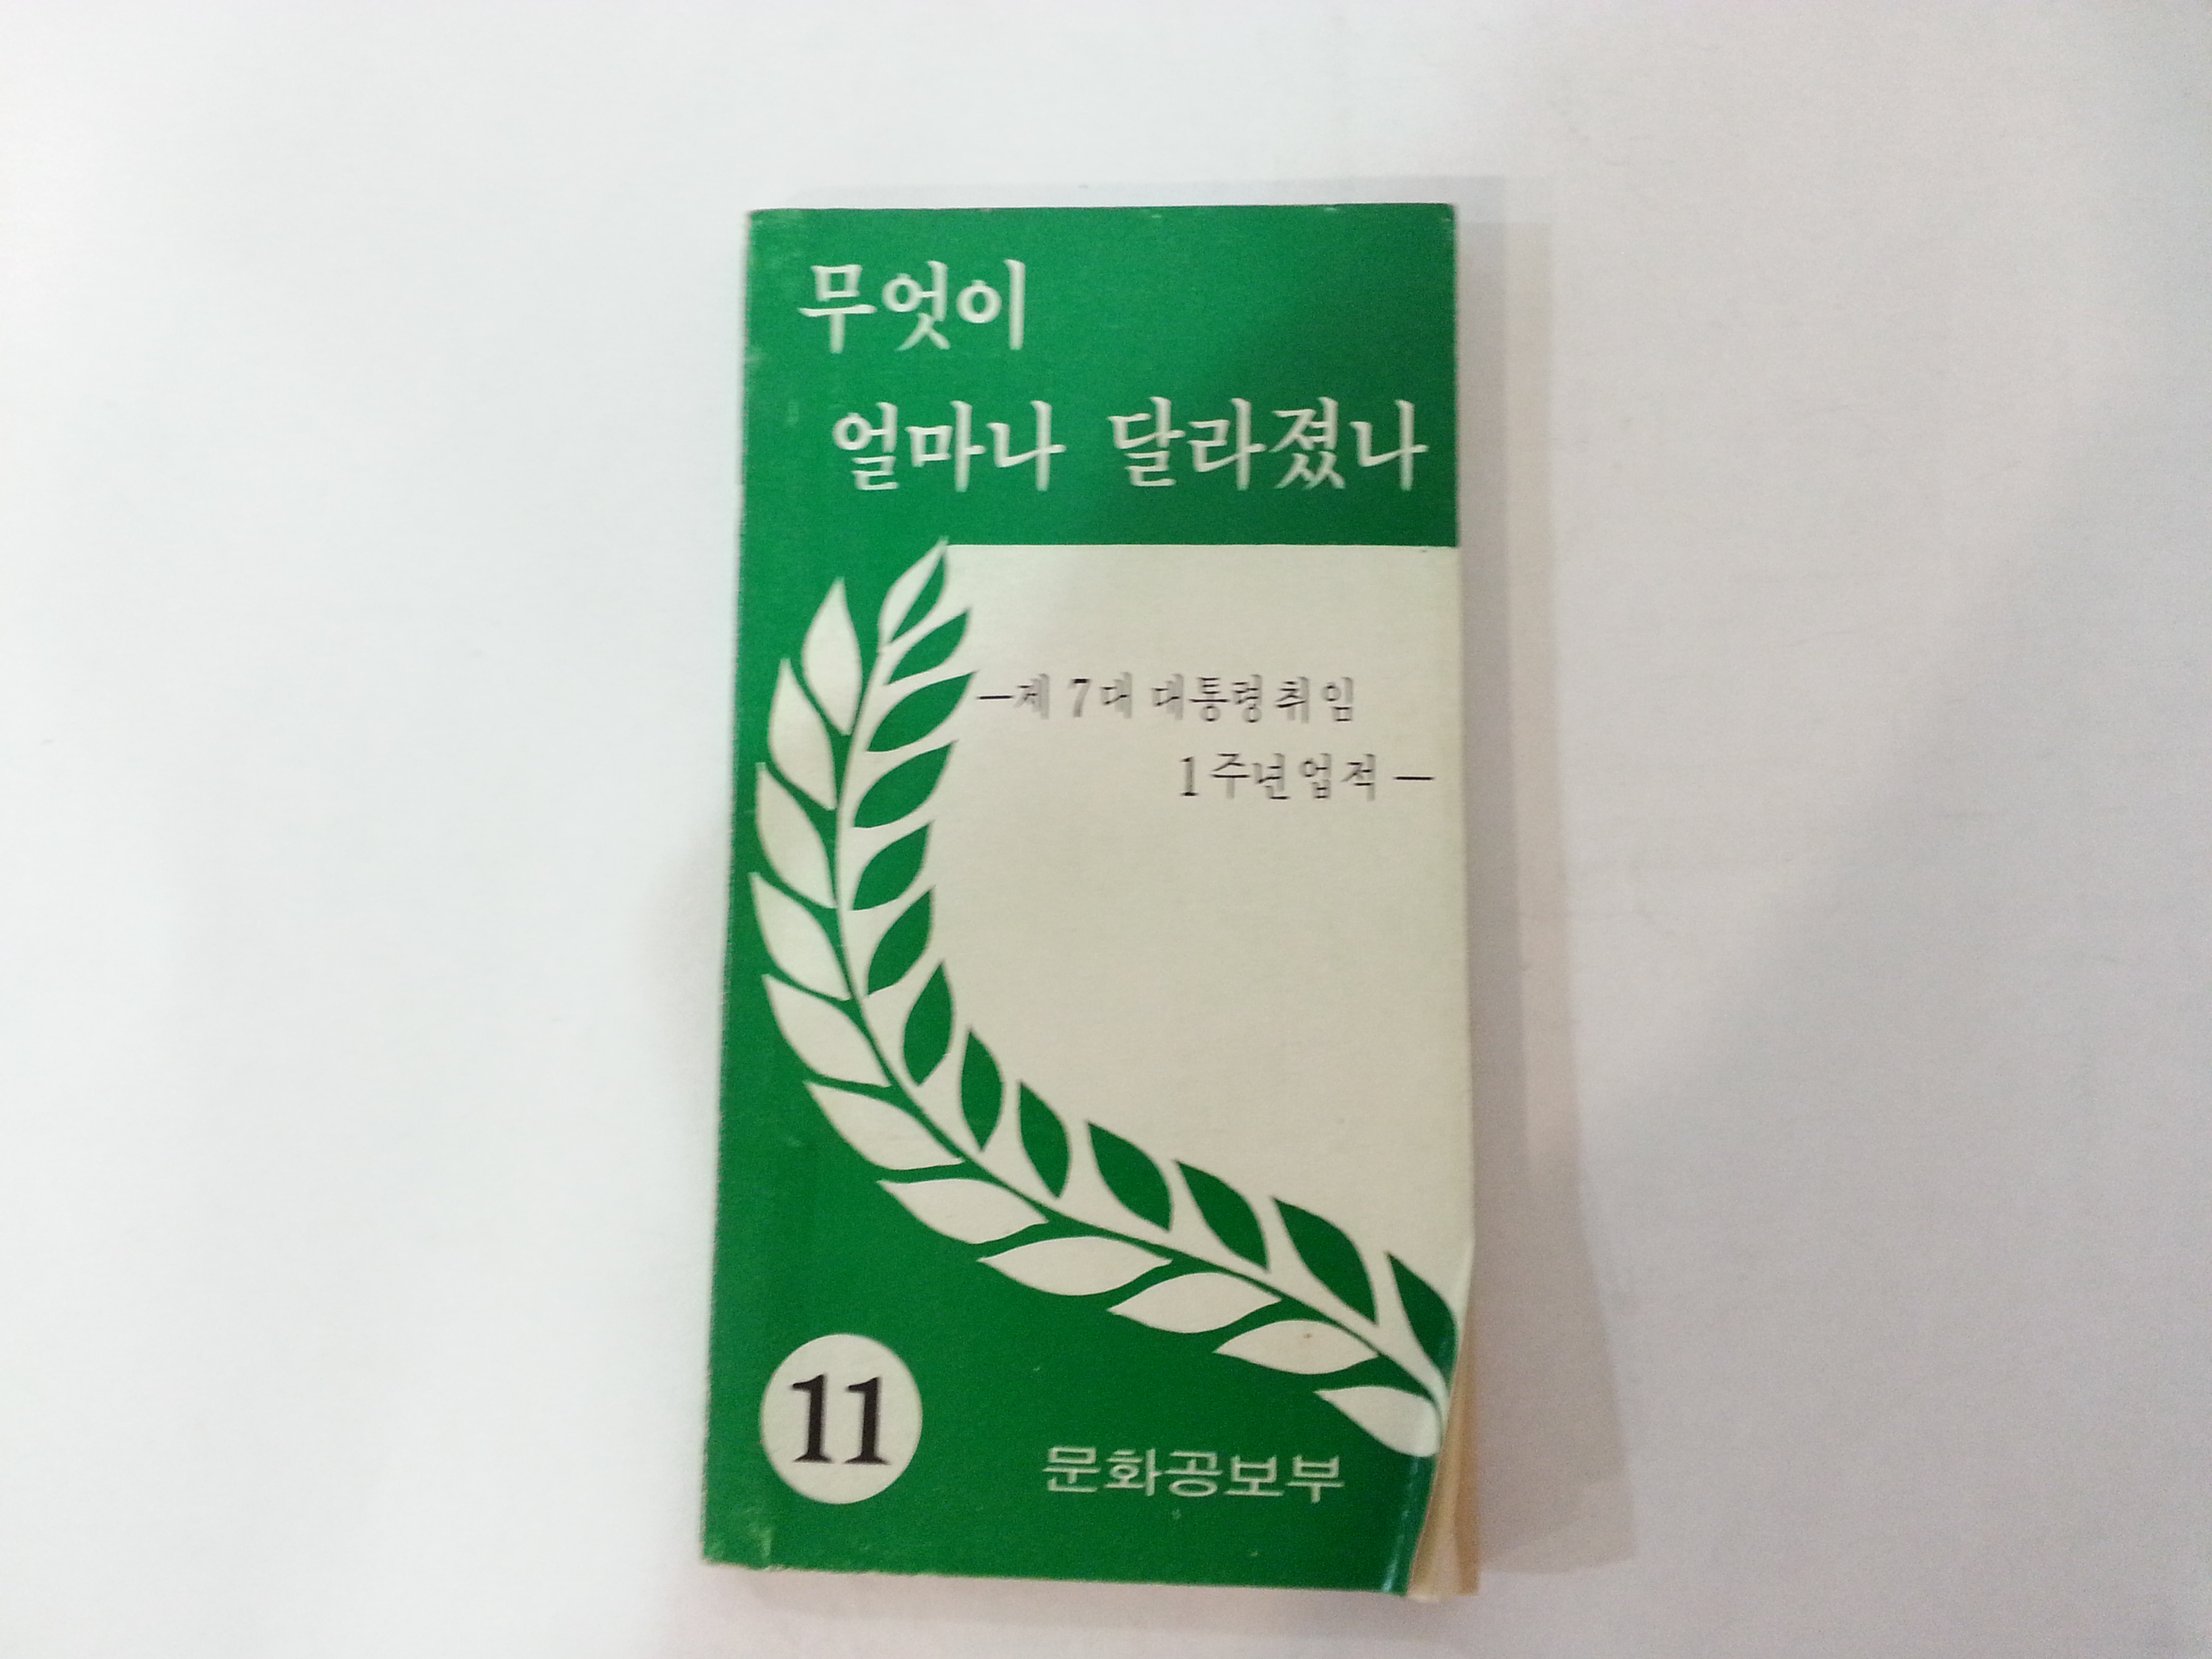 무엇이
얼마나 달라졌나
—제 7대 대통령취임
1주년업적—
11
문화공보부